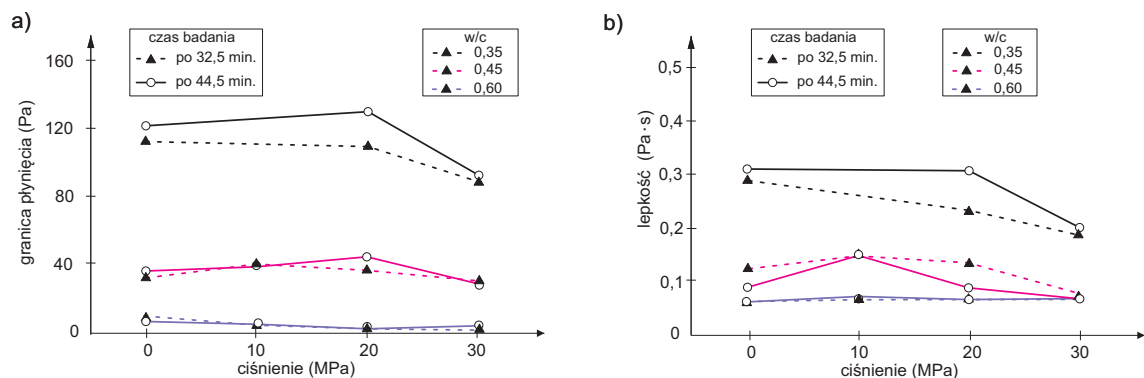 a)
czas badania
po 32,5 min.
po 44,5 min.
w/c
0,35
0,45
0,60
granica płynięcia (Pa)
160
120
80
40
0
0 10 20 30
ciśnienie (MPa)
b)
czas badania
po 32,5 min.
po 44,5 min.
w/c
0,35
0,45
0,60
lepkość (Pa·s)
0,5
0,4
0,3
0,2
0,1
0
0 10 20 30
ciśnienie (MPa)